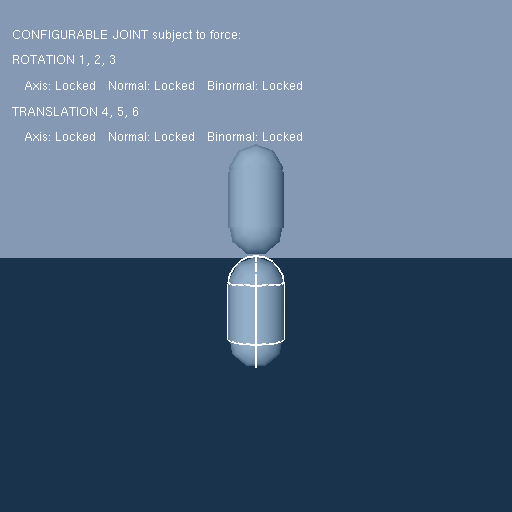 CONFIGURABLE JOINT subject to force:
ROTATION 1, 2, 3
Axis: Locked Normal: Locked Binormal: Locked
TRANSLATION 4, 5, 6
Axis: Locked Normal: Locked Binormal: Locked